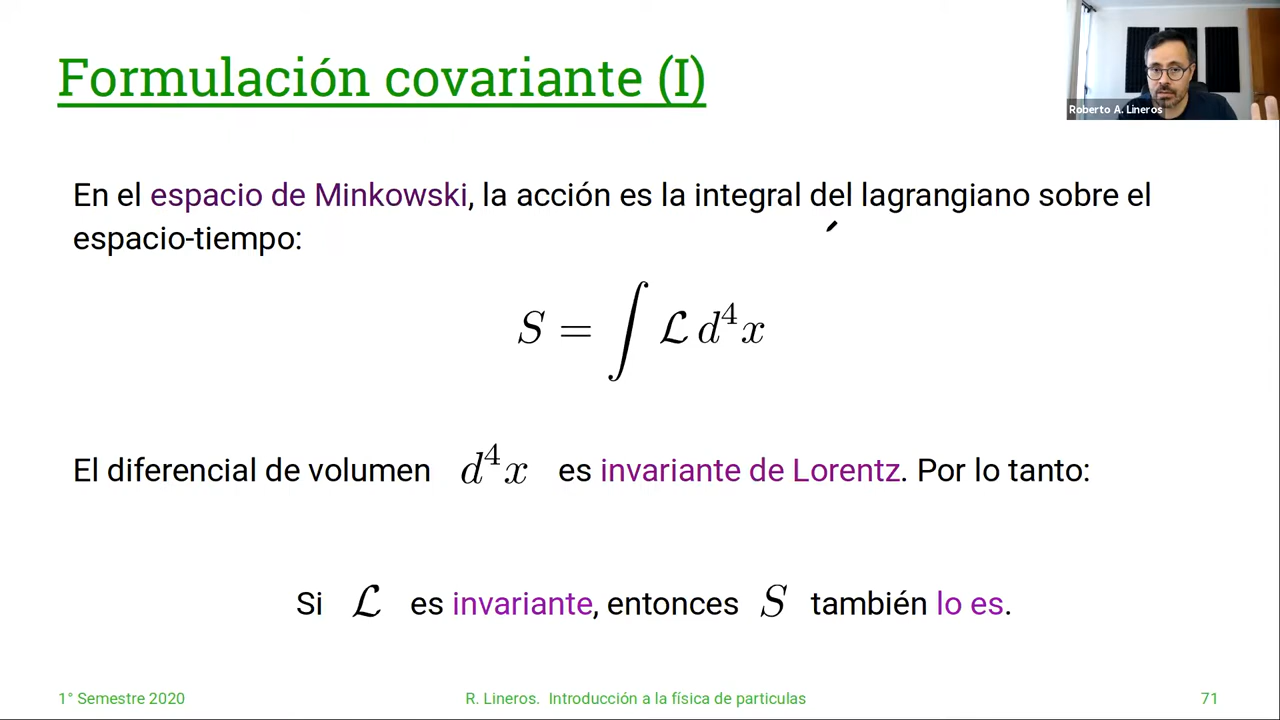 Formulación covariante (I)
Roberto A. Lineros
En el espacio de Minkowski, la acción es la integral del lagrangiano sobre el
espacio-tiempo:
S = ∫ ℒ d⁴x
El diferencial de volumen d⁴x es invariante de Lorentz. Por lo tanto:
Si ℒ es invariante, entonces S también lo es.
1° Semestre 2020
R. Lineros. Introducción a la física de particulas
71